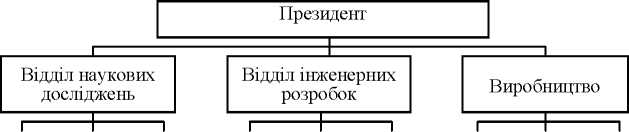 Президент
Відділ наукових
досліджень
Відділ інженерних
розробок
Виробництво